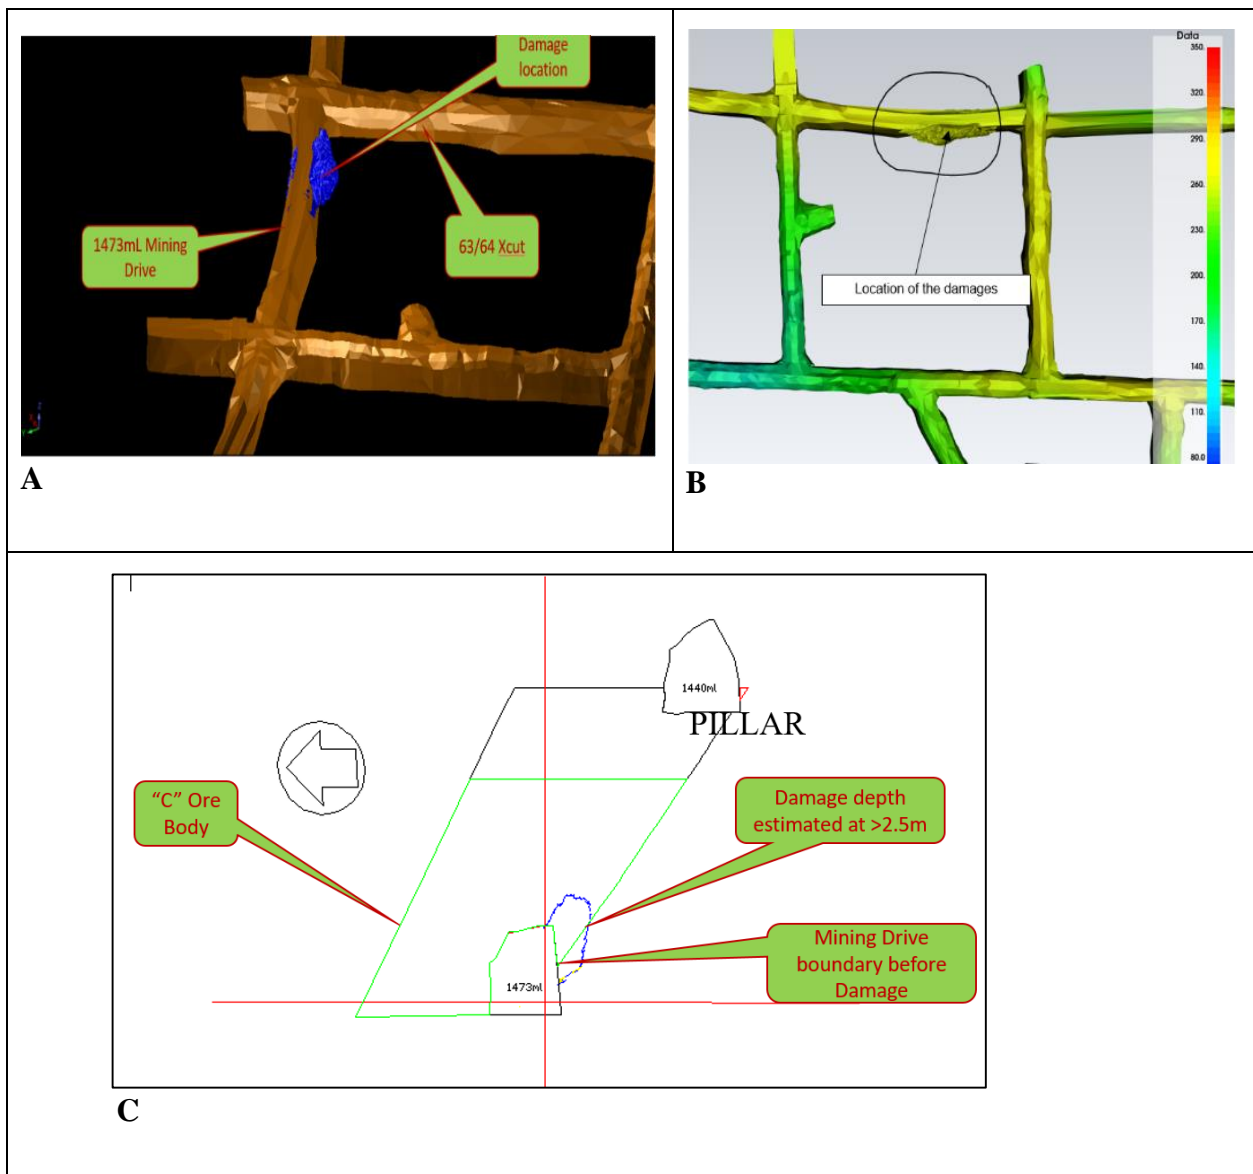 Damage
location
1473mL Mining
Drive
63/64 Xcut
A
Data
350.
320.
290.
260.
230.
200.
170.
140.
110.
80.0
Location of the damages
B
1440ml
PILLAR
"C" Ore
Body
Damage depth
estimated at >2.5m
Mining Drive
boundary before
Damage
1473ml
C